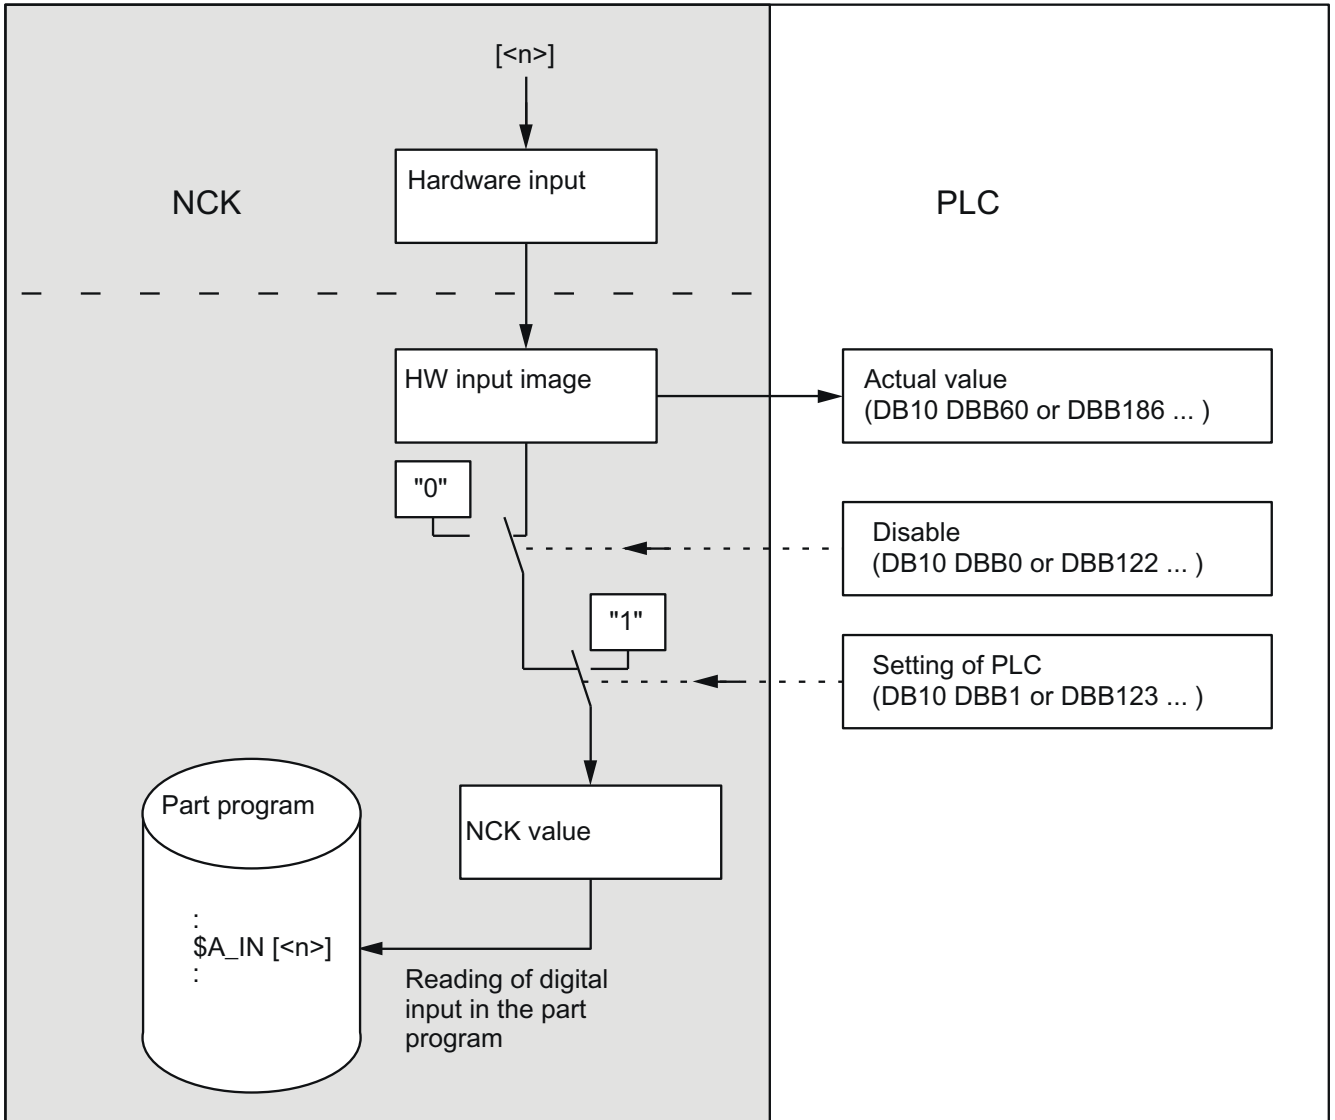 [<n>]
Hardware input
NCK
PLC
HW input image
Actual value
(DB10 DBB60 or DBB186 ... )
"0"
Disable
(DB10 DBB0 or DBB122 ... )
"1"
Setting of PLC
(DB10 DBB1 or DBB123 ... )
Part program
NCK value
:
$A_IN [<n>]
:
Reading of digital
input in the part
program